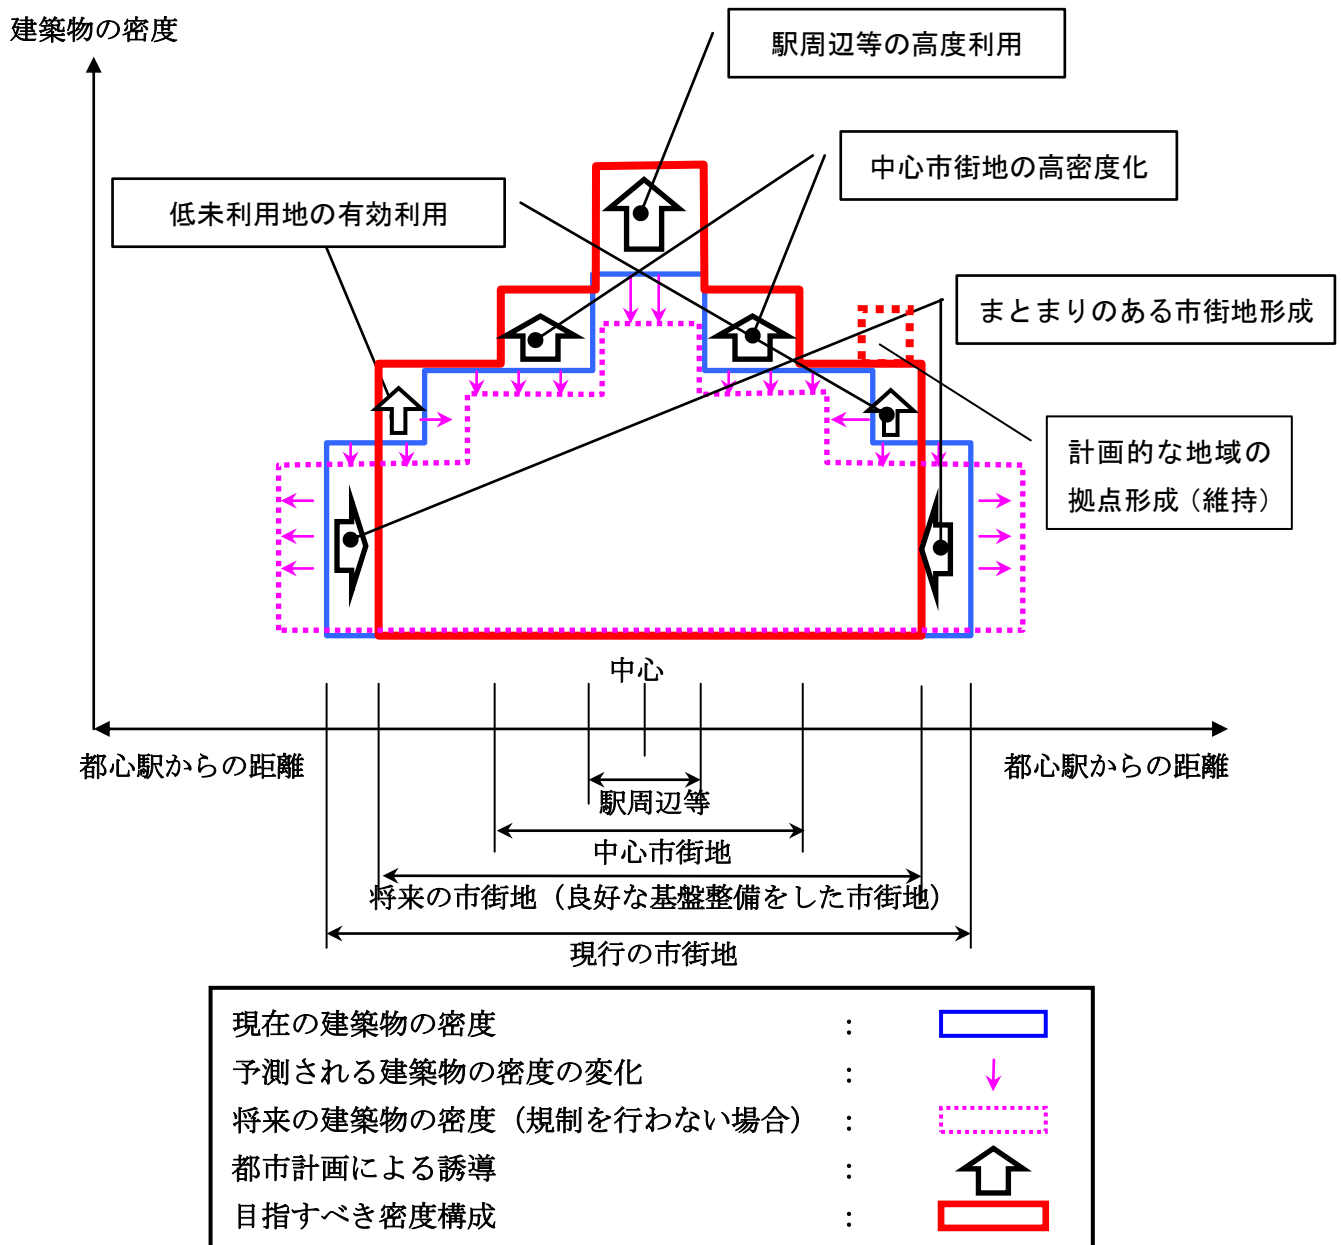 建築物の密度
駅周辺等の高度利用
中心市街地の高密度化
低未利用地の有効利用
まとまりのある市街地形成
計画的な地域の
拠点形成（維持）
中心
都心駅からの距離
都心駅からの距離
駅周辺等
中心市街地
将来の市街地（良好な基盤整備をした市街地）
現行の市街地
現在の建築物の密度 ：
予測される建築物の密度の変化 ：
将来の建築物の密度（規制を行わない場合） ：
都市計画による誘導 ：
目指すべき密度構成 ：